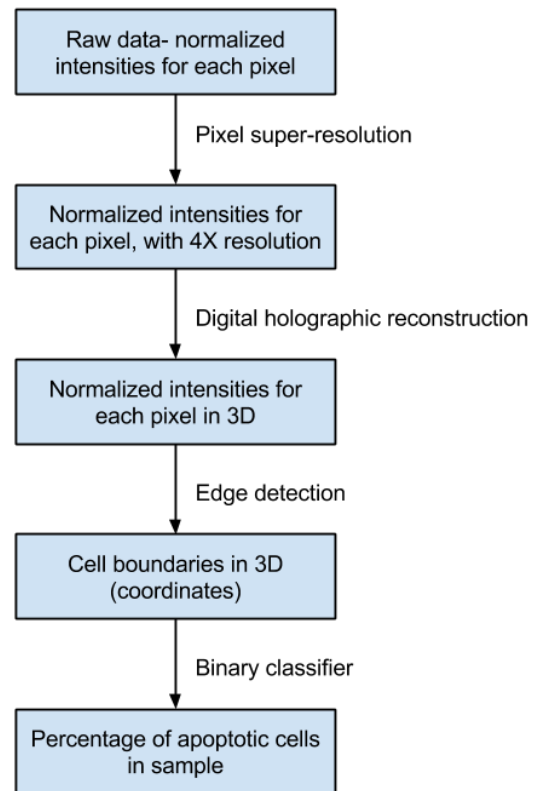 Raw data- normalized
intensities for each pixel
Pixel super-resolution
Normalized intensities for
each pixel, with 4X resolution
Digital holographic reconstruction
Normalized intensities for
each pixel in 3D
Edge detection
Cell boundaries in 3D
(coordinates)
Binary classifier
Percentage of apoptotic cells
in sample